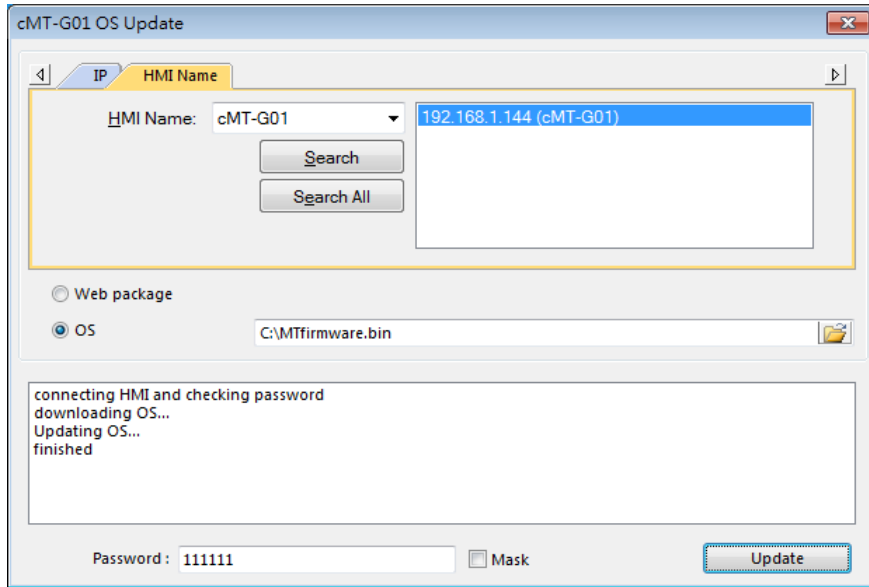 cMT-G01 OS Update
IP
HMI Name
HMI Name:
cMT-G01
192.168.1.144 (cMT-G01)
Search
Search All
Web package
OS
C:\MTfirmware.bin
connecting HMI and checking password
downloading OS...
Updating OS...
finished
Password :
111111
Mask
Update